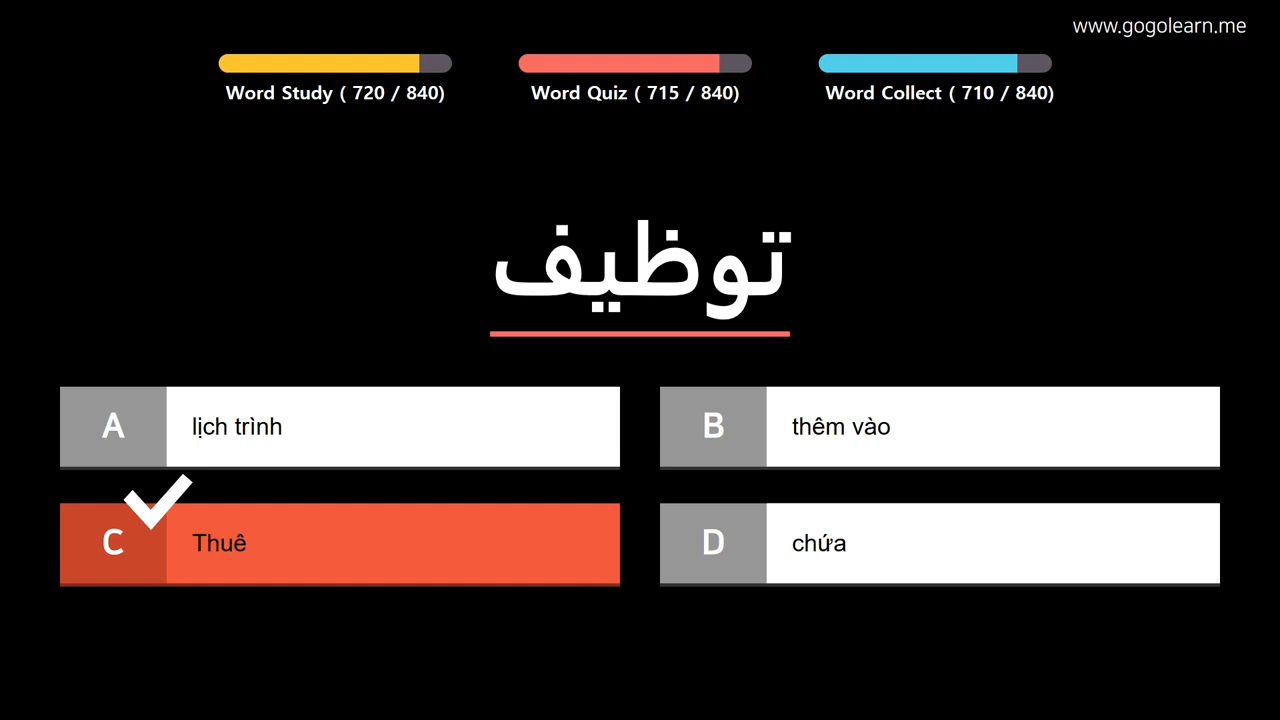 www.gogolearn.me
Word Study ( 720 / 840)
Word Quiz ( 715 / 840)
Word Collect ( 710 / 840)
توظيف
A
lịch trình
B
thêm vào
C
Thuê
D
chứa